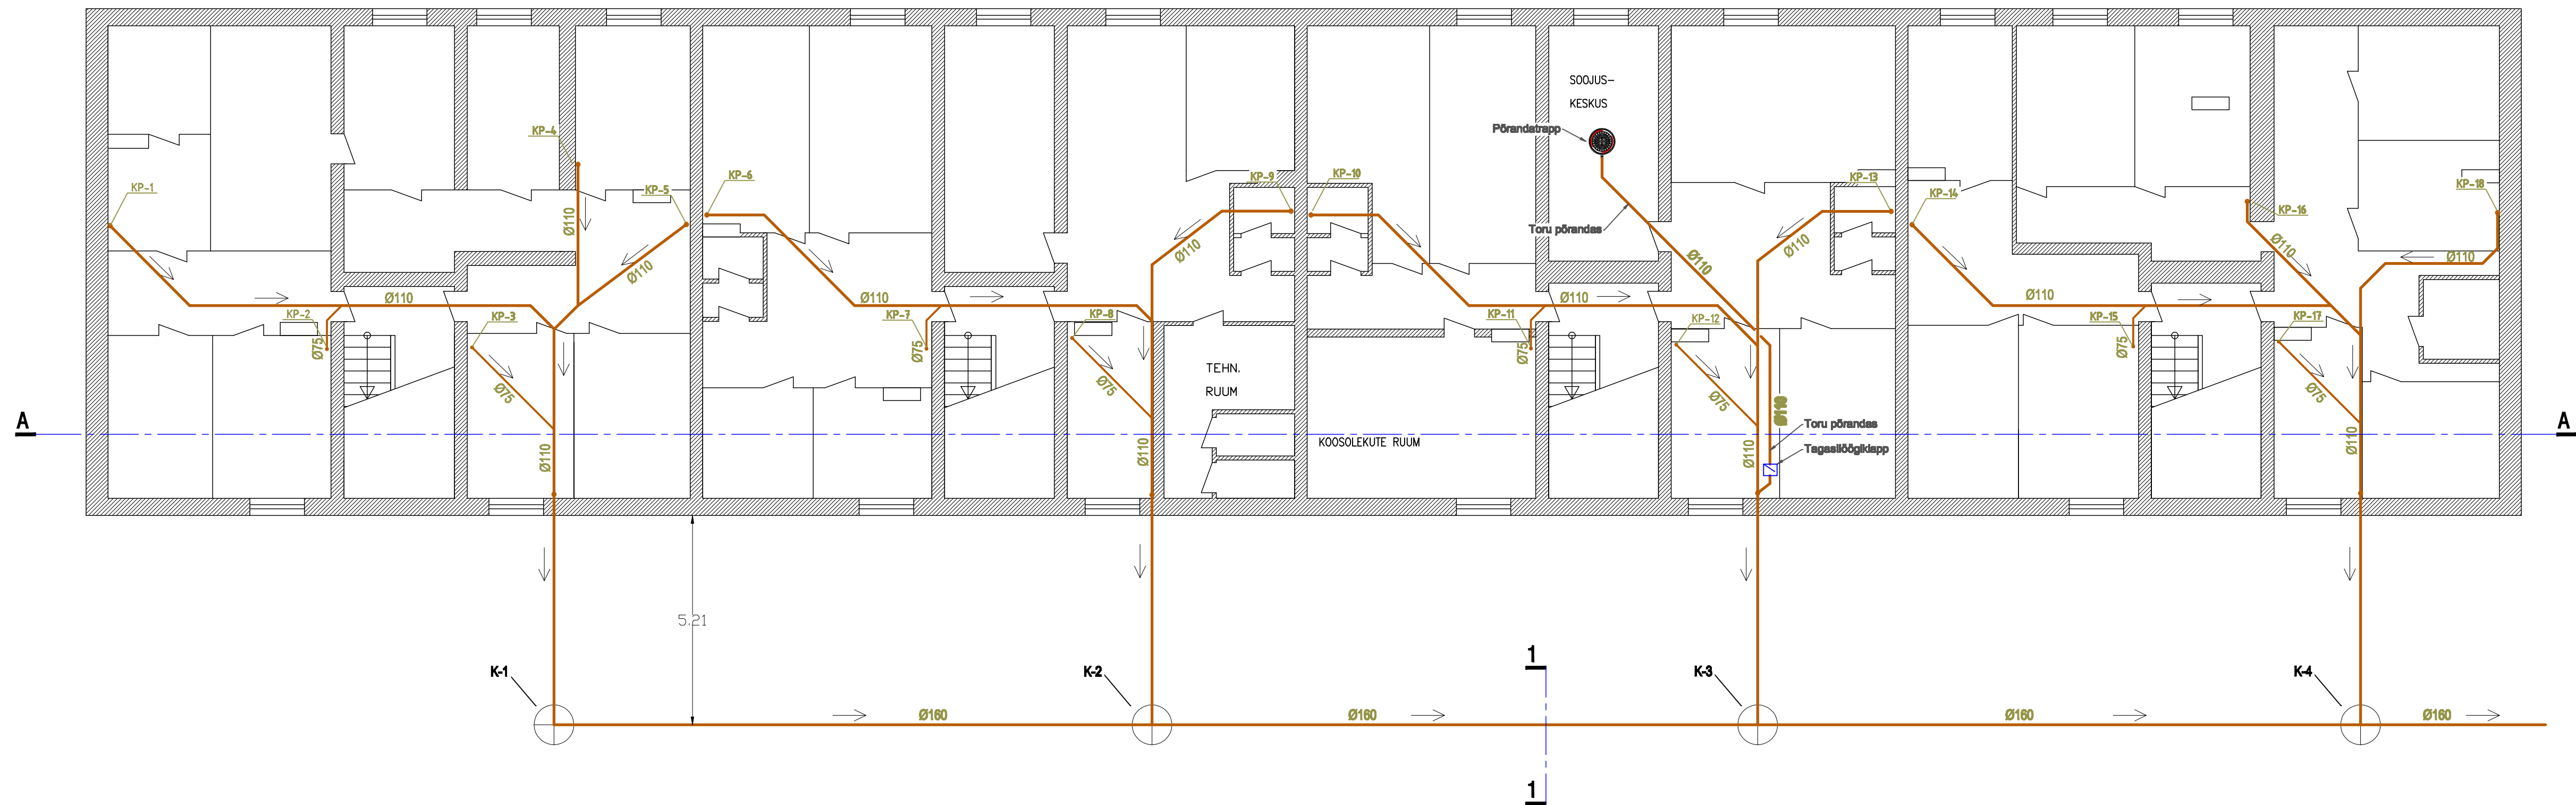 SOOJUS-
KESKUS
Põrandatrapp
KP-4
KP-1
KP-5
KP-6
KP-9
KP-10
KP-13
KP-14
KP-16
KP-18
Ø110
Ø110
Ø110
Toru põrandas
Ø110
Ø110
Ø110
Ø110
Ø110
Ø110
Ø110
Ø110
KP-2
KP-3
KP-7
KP-8
KP-11
KP-12
KP-15
KP-17
Ø75
Ø75
Ø75
Ø75
TEHN.
RUUM
Ø75
Ø75
Ø75
Ø75
A
KOOSOLEKUTE RUUM
Ø110
Toru põrandas
A
Ø110
Ø110
Ø110
Tagasilöögiklapp
Ø110
5.21
1
K-1
K-2
K-3
K-4
Ø160
Ø160
Ø160
Ø160
1